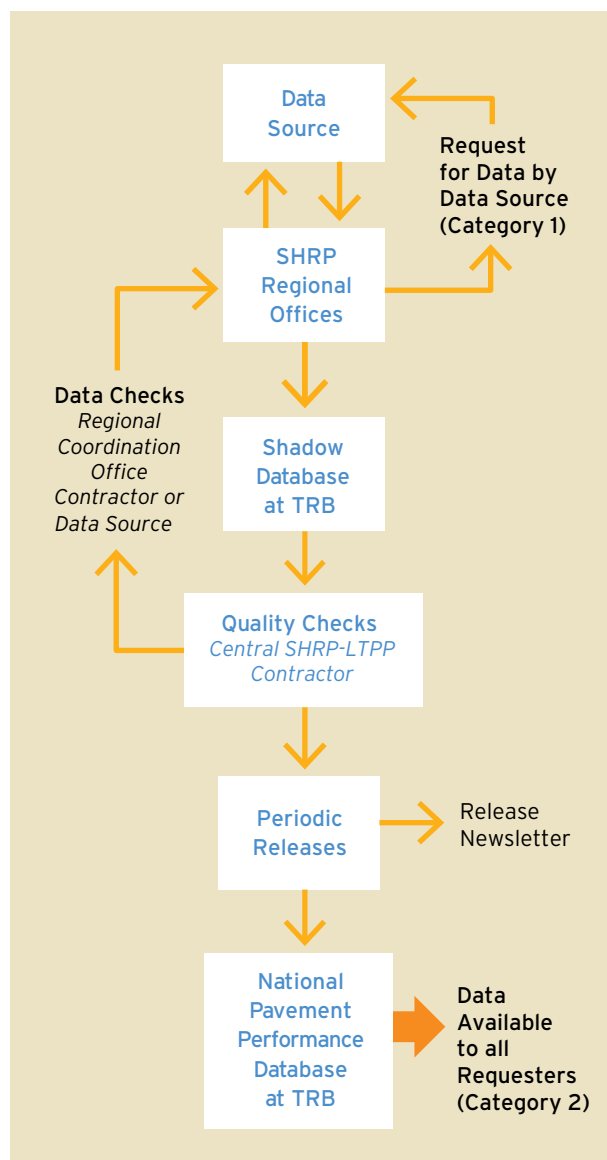 Data
Source
Request
for Data by
Data Source
(Category 1)
SHRP
Regional
Offices
Data Checks
Regional
Coordination
Office
Contractor or
Data Source
Shadow
Database
at TRB
Quality Checks
Central SHRP-LTPP
Contractor
Periodic
Releases
Release
Newsletter
National
Pavement
Performance
Database
at TRB
Data
Available
to all
Requesters
(Category 2)